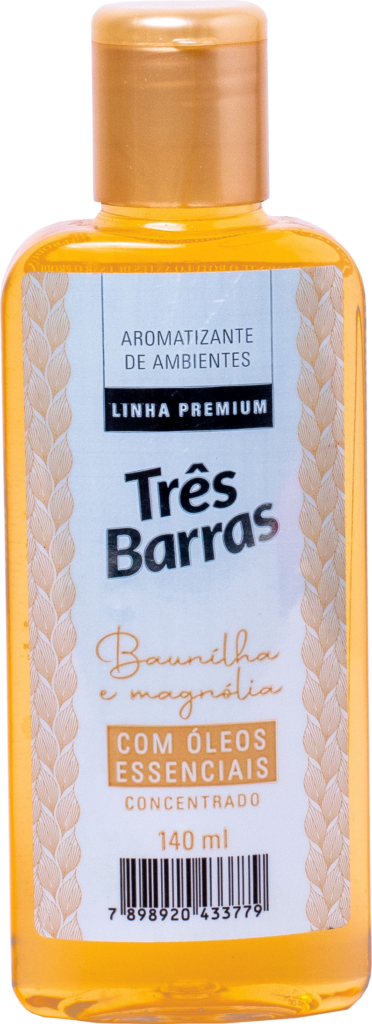 AROMATIZANTE
DE AMBIENTES
LINHA PREMIUM
Três
Barras
Baunilha
e magnólia
COM ÓLEOS
ESSENCIAIS
CONCENTRADO
140 ml
7 898920 433779